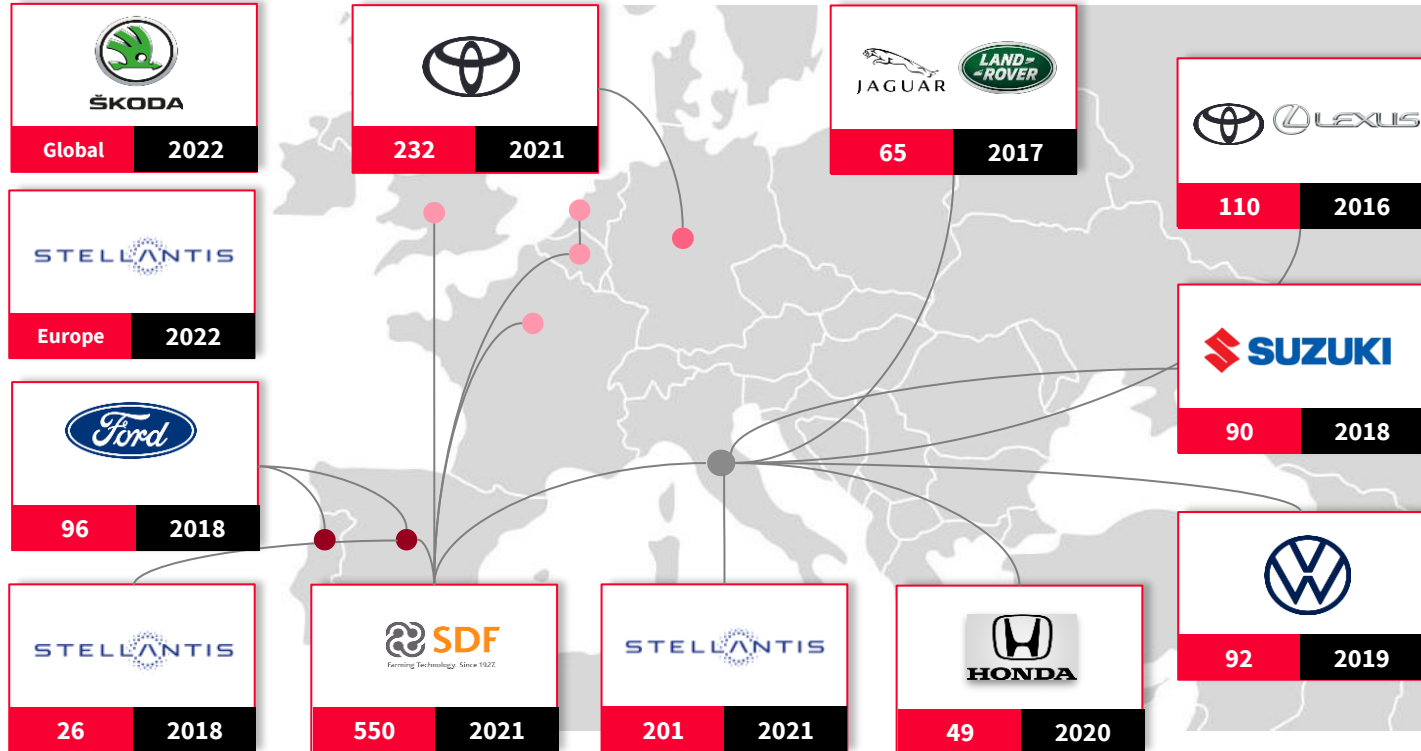 ŠKODA
Global 2022
232 2021
JAGUAR
LAND-
-ROVER
65 2017
LEXUS
110 2016
STELLANTIS
Europe 2022
SUZUKI
90 2018
Ford
96 2018
92 2019
STELLANTIS
26 2018
SDF
Farming Technology. Since 1927.
550 2021
STELLANTIS
201 2021
HONDA
49 2020